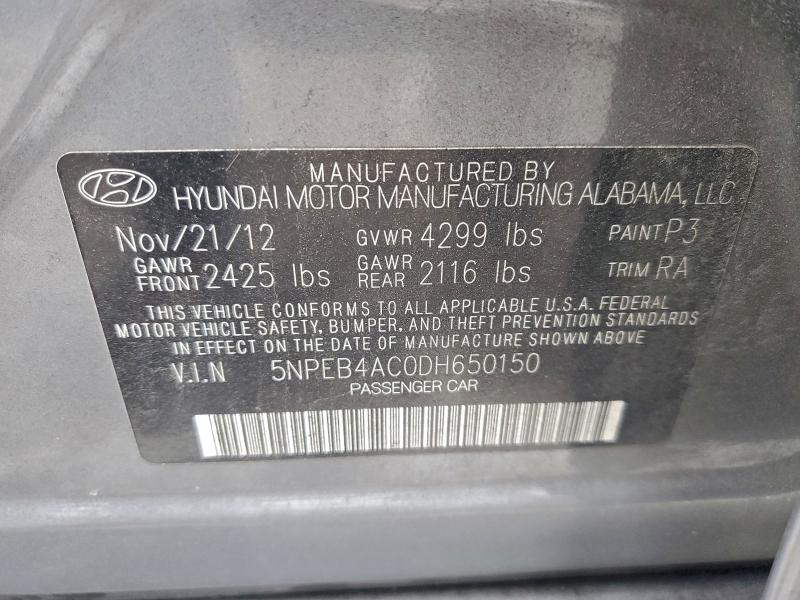 MANUFACTURED BY
HYUNDAI MOTOR MANUFACTURING ALABAMA, LLC
Nov/21/12 GVWR 4299 lbs PAINT P3
GAWR FRONT 2425 lbs GAWR REAR 2116 lbs TRIM RA
THIS VEHICLE CONFORMS TO ALL APPLICABLE U.S.A. FEDERAL
MOTOR VEHICLE SAFETY, BUMPER, AND THEFT PREVENTION STANDARDS
IN EFFECT ON THE DATE OF MANUFACTURE SHOWN ABOVE.
V.I.N 5NPEB4AC0DH650150
PASSENGER CAR